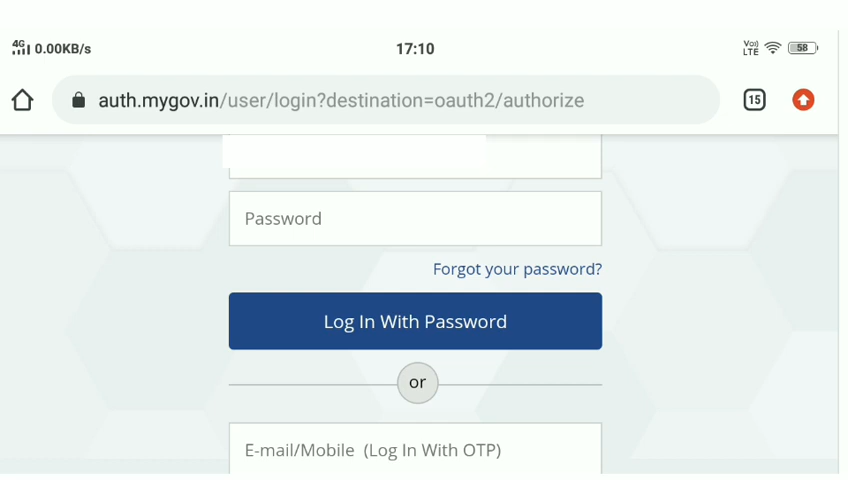 4G 0.00KB/s 17:10 Vo) LTE 58
auth.mygov.in/user/login?destination=oauth2/authorize 15
Password
Forgot your password?
Log In With Password
or
E-mail/Mobile (Log In With OTP)